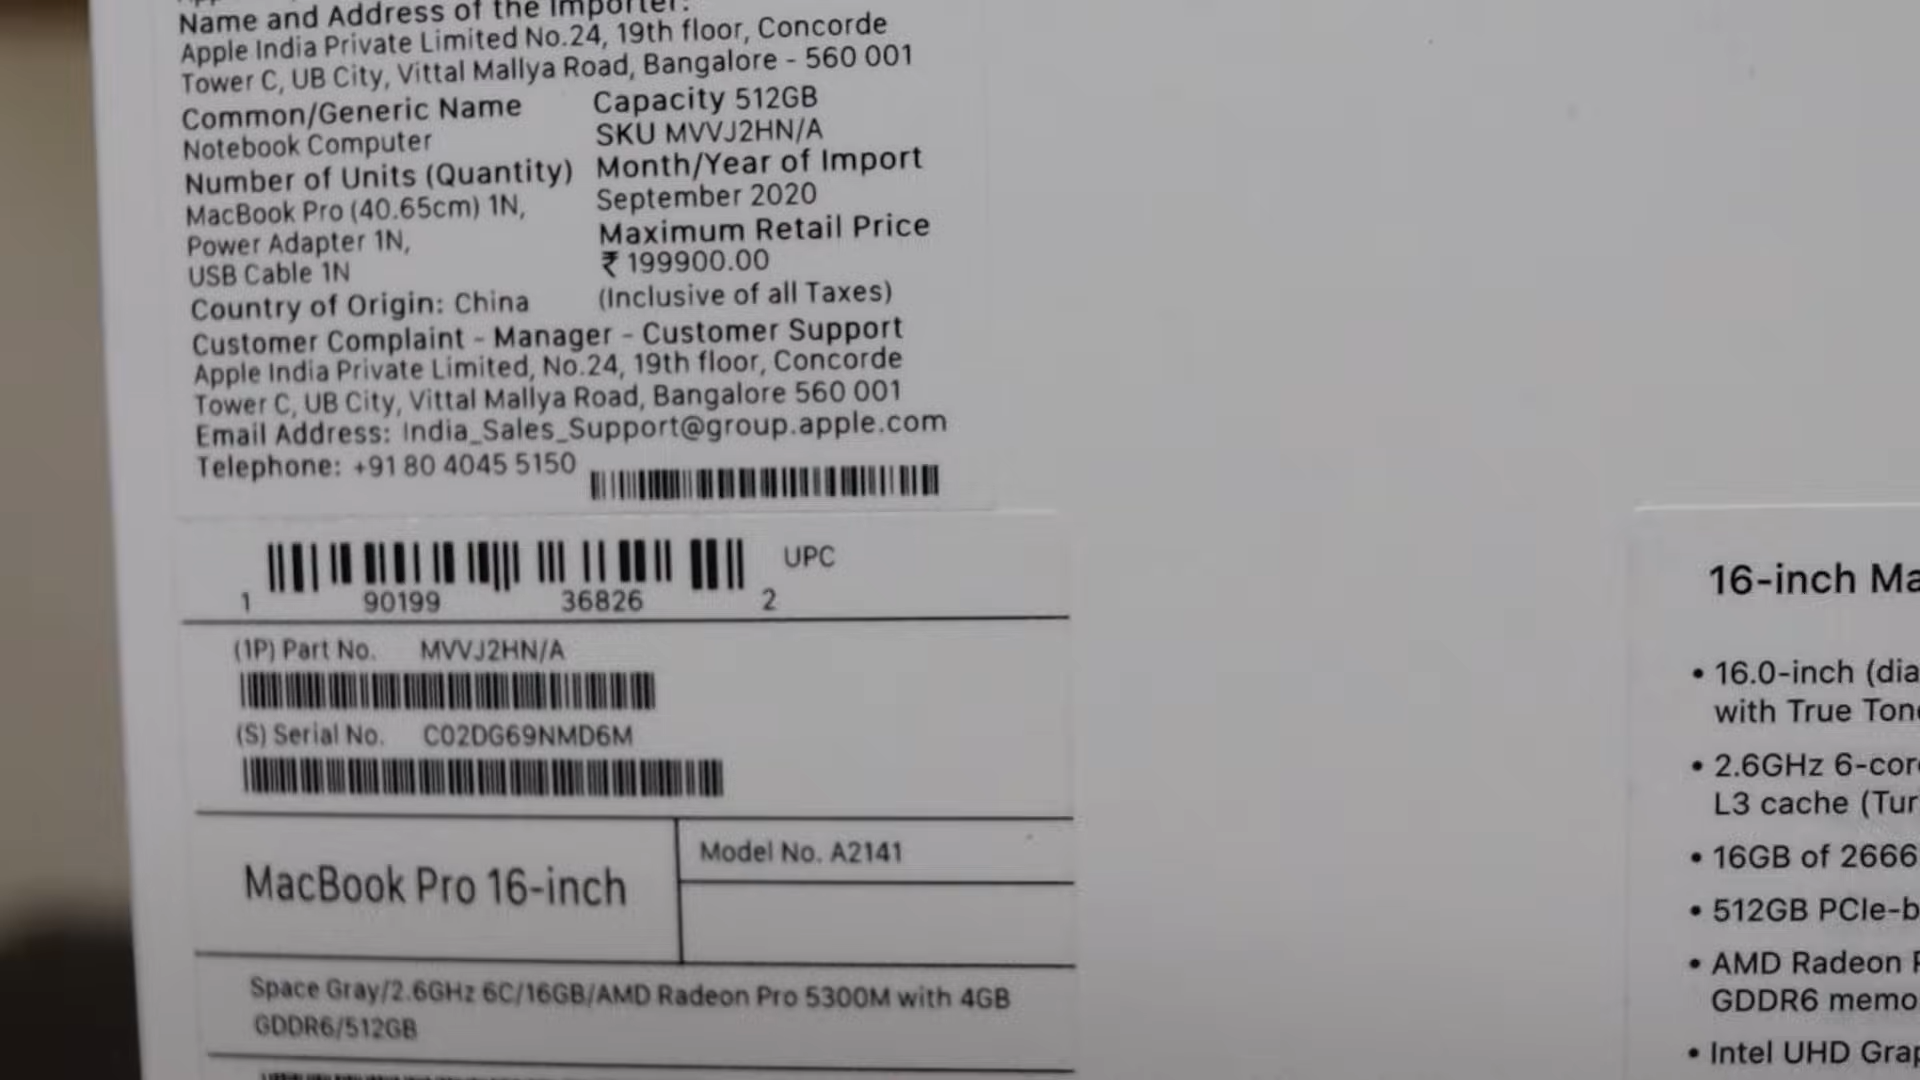 Name and Address of the Importer:
Apple India Private Limited No.24, 19th floor, Concorde
Tower C, UB City, Vittal Mallya Road, Bangalore - 560 001
Common/Generic Name
Notebook Computer
Number of Units (Quantity)
MacBook Pro (40.65cm) 1N,
Power Adapter 1N,
USB Cable 1N
Country of Origin: China
Capacity 512GB
SKU MVVJ2HN/A
Month/Year of Import
September 2020
Maximum Retail Price
₹ 199900.00
(Inclusive of all Taxes)
Customer Complaint - Manager - Customer Support
Apple India Private Limited, No.24, 19th floor, Concorde
Tower C, UB City, Vittal Mallya Road, Bangalore 560 001
Email Address: India_Sales_Support@group.apple.com
Telephone: +91 80 4045 5150
UPC
1 90199 36826 2
(1P) Part No. MVVJ2HN/A
(S) Serial No. C02DG69NMD6M
MacBook Pro 16-inch
Model No. A2141
Space Gray/2.6GHz 6C/16GB/AMD Radeon Pro 5300M with 4GB
GDDR6/512GB
16-inch Ma
• 16.0-inch (dia
with True Ton
• 2.6GHz 6-cor
L3 cache (Tur
• 16GB of 2666
• 512GB PCIe-b
• AMD Radeon
GDDR6 memo
• Intel UHD Grap